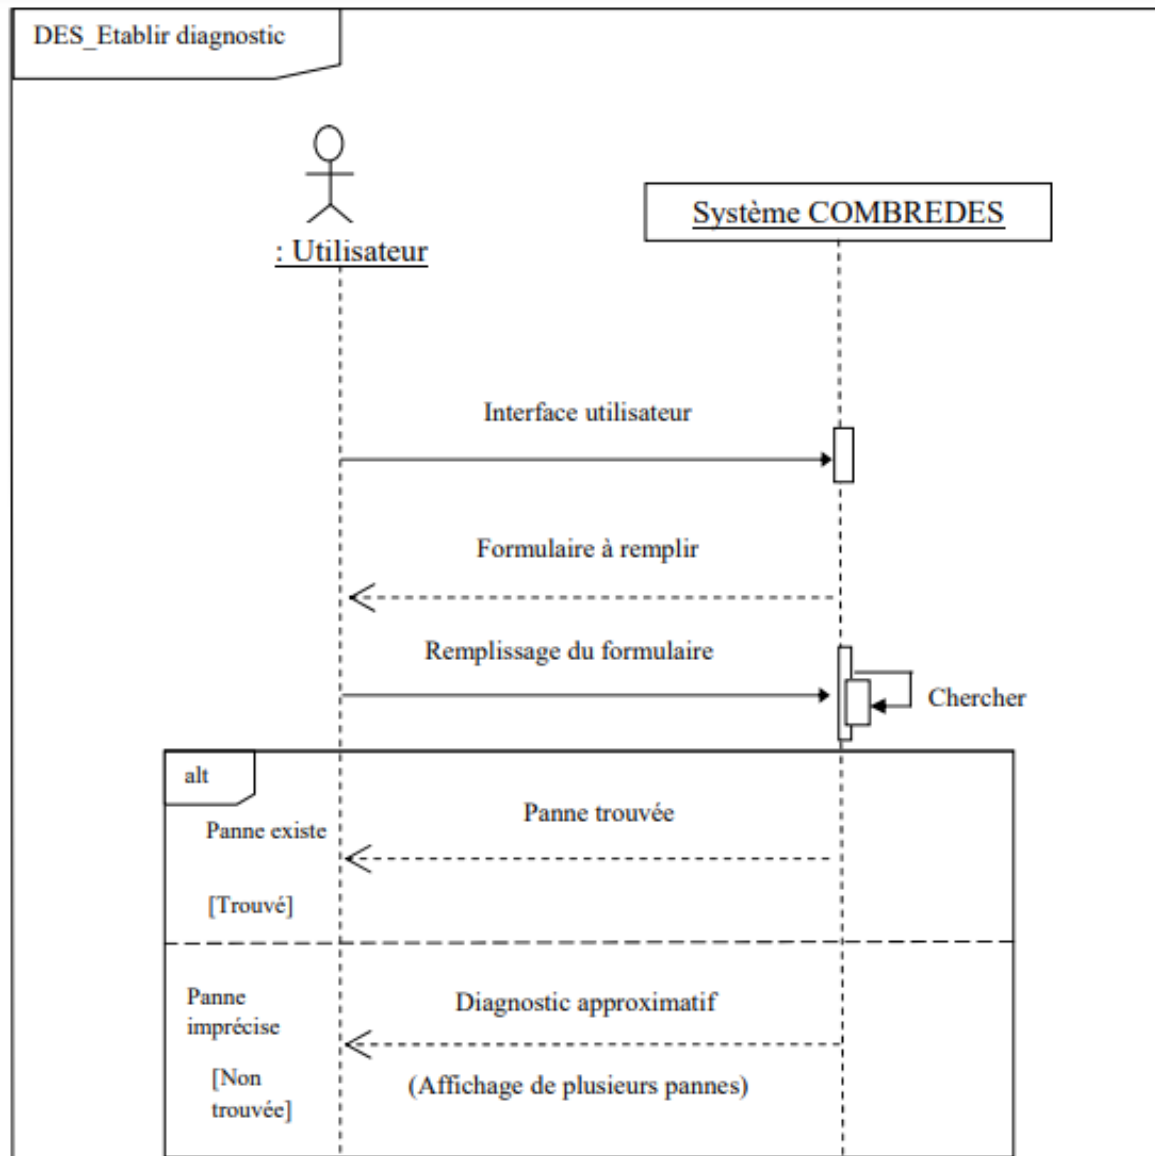 DES_Etablir diagnostic
: Utilisateur
Système COMBREDES
Interface utilisateur
Formulaire à remplir
Remplissage du formulaire
Chercher
alt
Panne trouvée
Panne existe
[Trouvé]
Panne
imprécise
Diagnostic approximatif
[Non
trouvée]
(Affichage de plusieurs pannes)